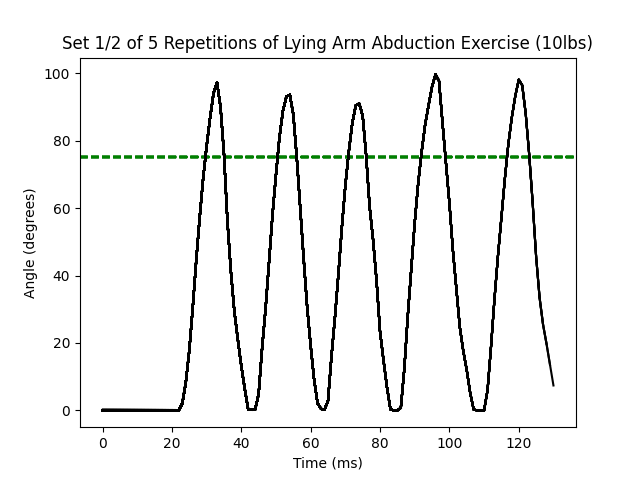 Set 1/2 of 5 Repetitions of Lying Arm Abduction Exercise (10lbs)
100
80
60
40
20
0
Angle (degrees)
0 20 40 60 80 100 120
Time (ms)